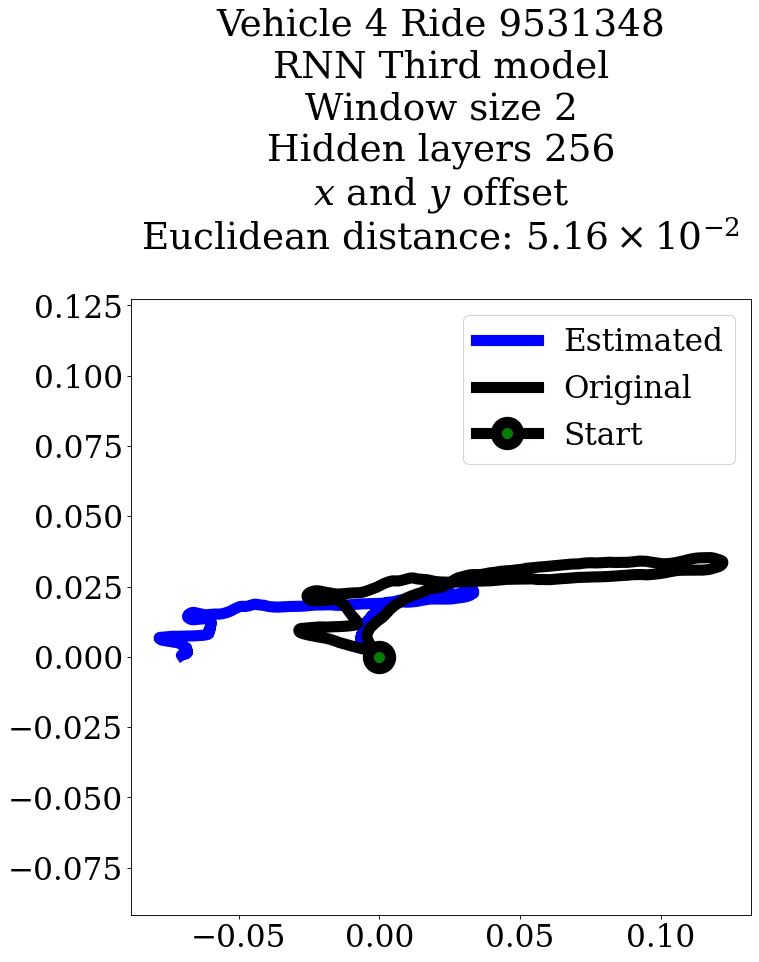 Vehicle 4 Ride 9531348
RNN Third model
Window size 2
Hidden layers 256
x and y offset
Euclidean distance: 5.16 × 10⁻²
Estimated
Original
Start
0.125
0.100
0.075
0.050
0.025
0.000
−0.025
−0.050
−0.075
−0.05 0.00 0.05 0.10